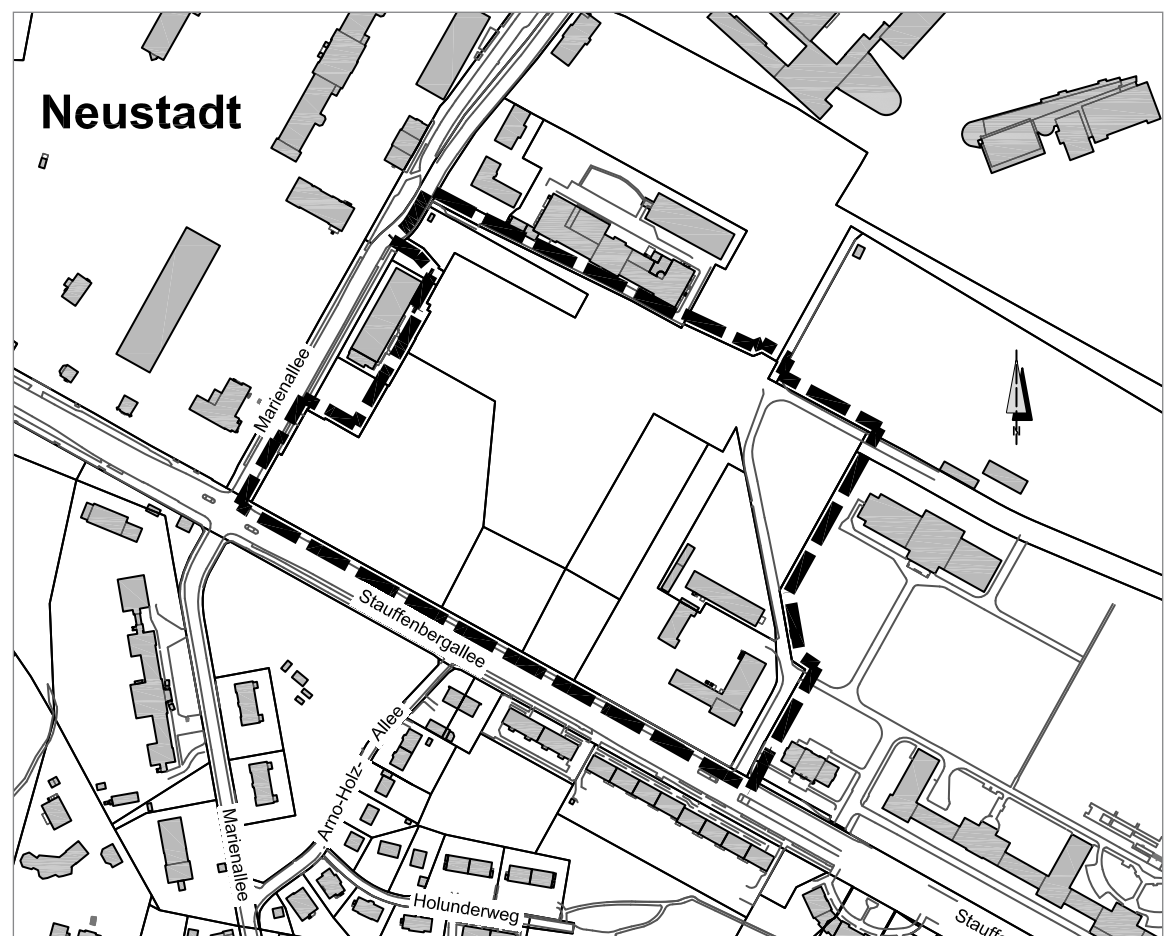 Neustadt
Marienallee
N
Stauffenbergallee
Arno-Holz- Allee
Marienallee
Holunderweg
Stauff